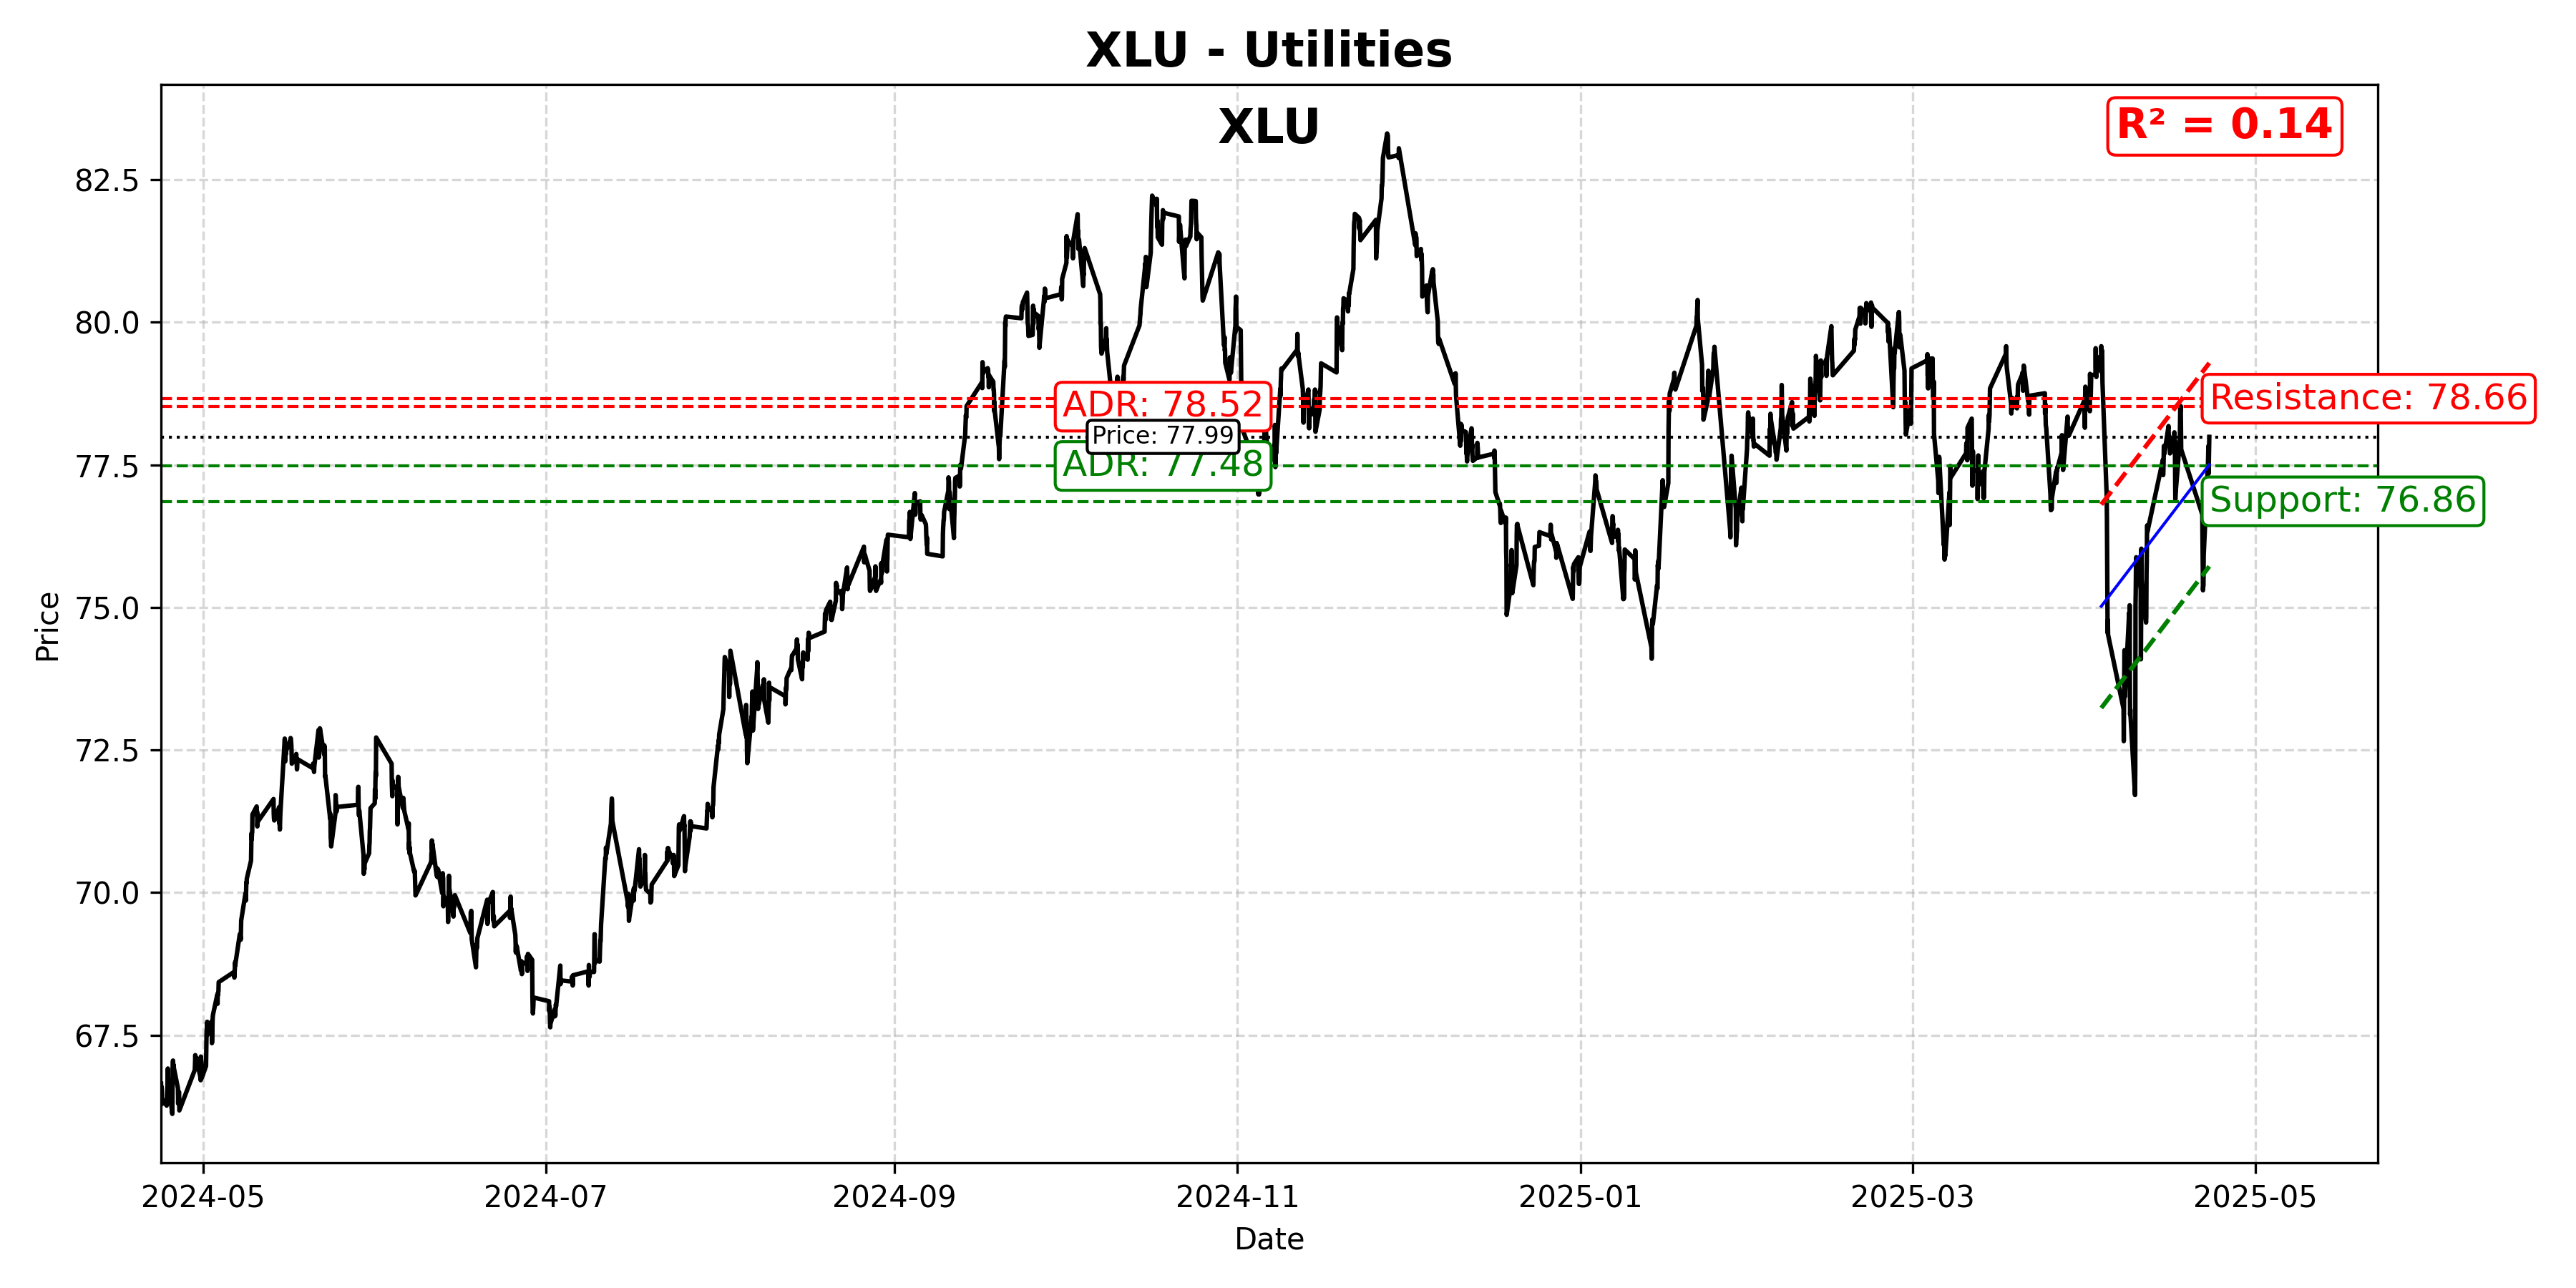 XLU - Utilities
XLU
R² = 0.14
82.5
80.0
77.5
75.0
72.5
70.0
67.5
Price
ADR: 78.52
Price: 77.99
ADR: 77.48
Resistance: 78.66
Support: 76.86
2024-05
2024-07
2024-09
2024-11
2025-01
2025-03
2025-05
Date